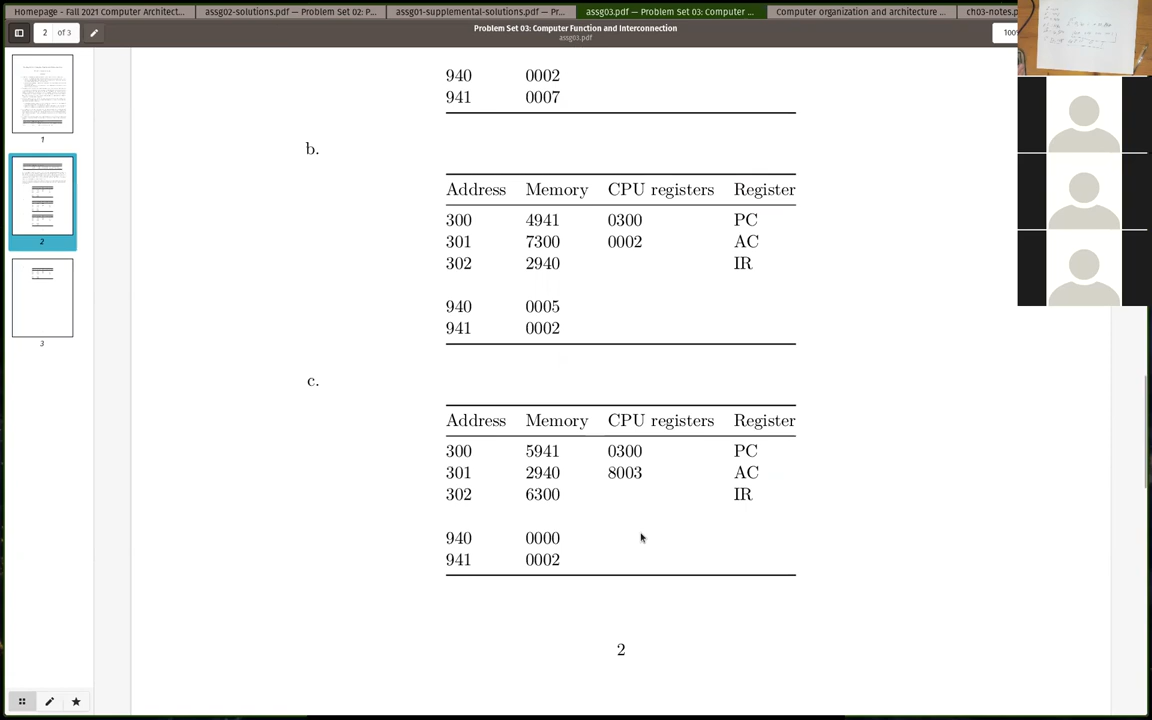 Homepage - Fall 2021 Computer Architect... assg02-solutions.pdf — Problem Set 02: P... assg01-supplemental-solutions.pdf — Pr... assg03.pdf — Problem Set 03: Computer ... Computer organization and architecture ... ch03-notes.p
2 of 3 Problem Set 03: Computer Function and Interconnection 100
assg03.pdf
940 0002
941 0007
b.
Address Memory CPU registers Register
300 4941 0300 PC
301 7300 0002 AC
302 2940 IR
940 0005
941 0002
c.
Address Memory CPU registers Register
300 5941 0300 PC
301 2940 8003 AC
302 6300 IR
940 0000
941 0002
2
1
2
3